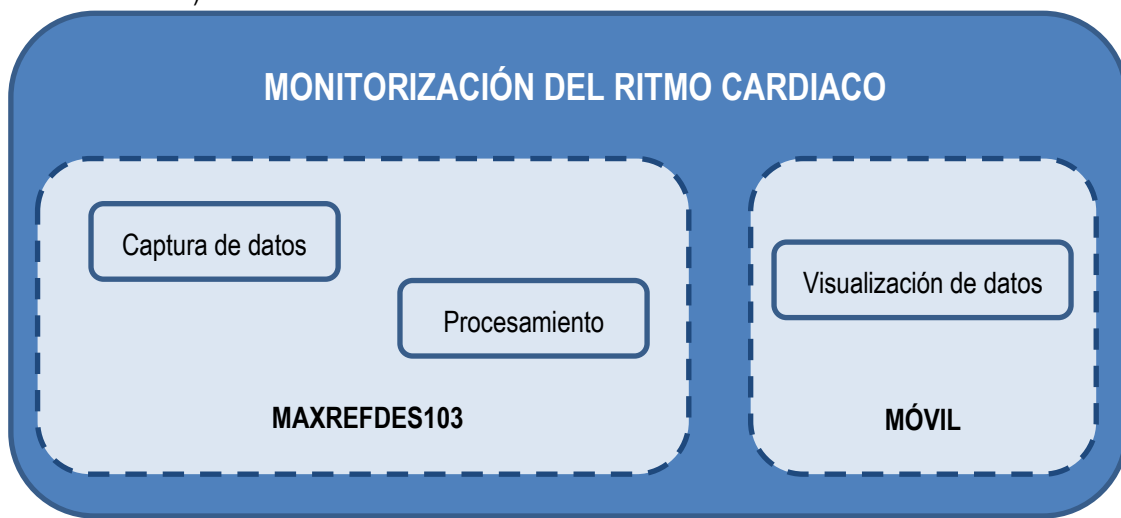 MONITORIZACIÓN DEL RITMO CARDIACO
Captura de datos
Procesamiento
MAXREFDES103
Visualización de datos
MÓVIL